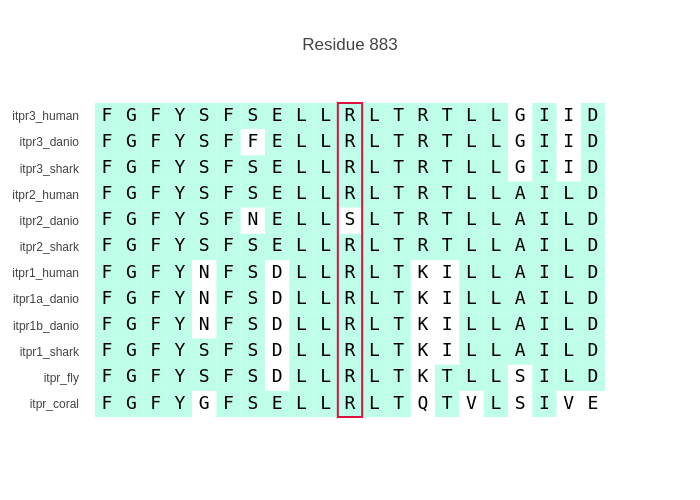 Residue 883
itpr3_human F G F Y S F S E L L R L T R T L L G I I D
itpr3_danio F G F Y S F F E L L R L T R T L L G I I D
itpr3_shark F G F Y S F S E L L R L T R T L L G I I D
itpr2_human F G F Y S F S E L L R L T R T L L A I L D
itpr2_danio F G F Y S F N E L L S L T R T L L A I L D
itpr2_shark F G F Y S F S E L L R L T R T L L A I L D
itpr1_human F G F Y N F S D L L R L T K I L L A I L D
itpr1a_danio F G F Y N F S D L L R L T K I L L A I L D
itpr1b_danio F G F Y N F S D L L R L T K I L L A I L D
itpr1_shark F G F Y S F S D L L R L T K I L L A I L D
itpr_fly F G F Y S F S D L L R L T K T L L S I L D
itpr_coral F G F Y G F S E L L R L T Q T V L S I V E